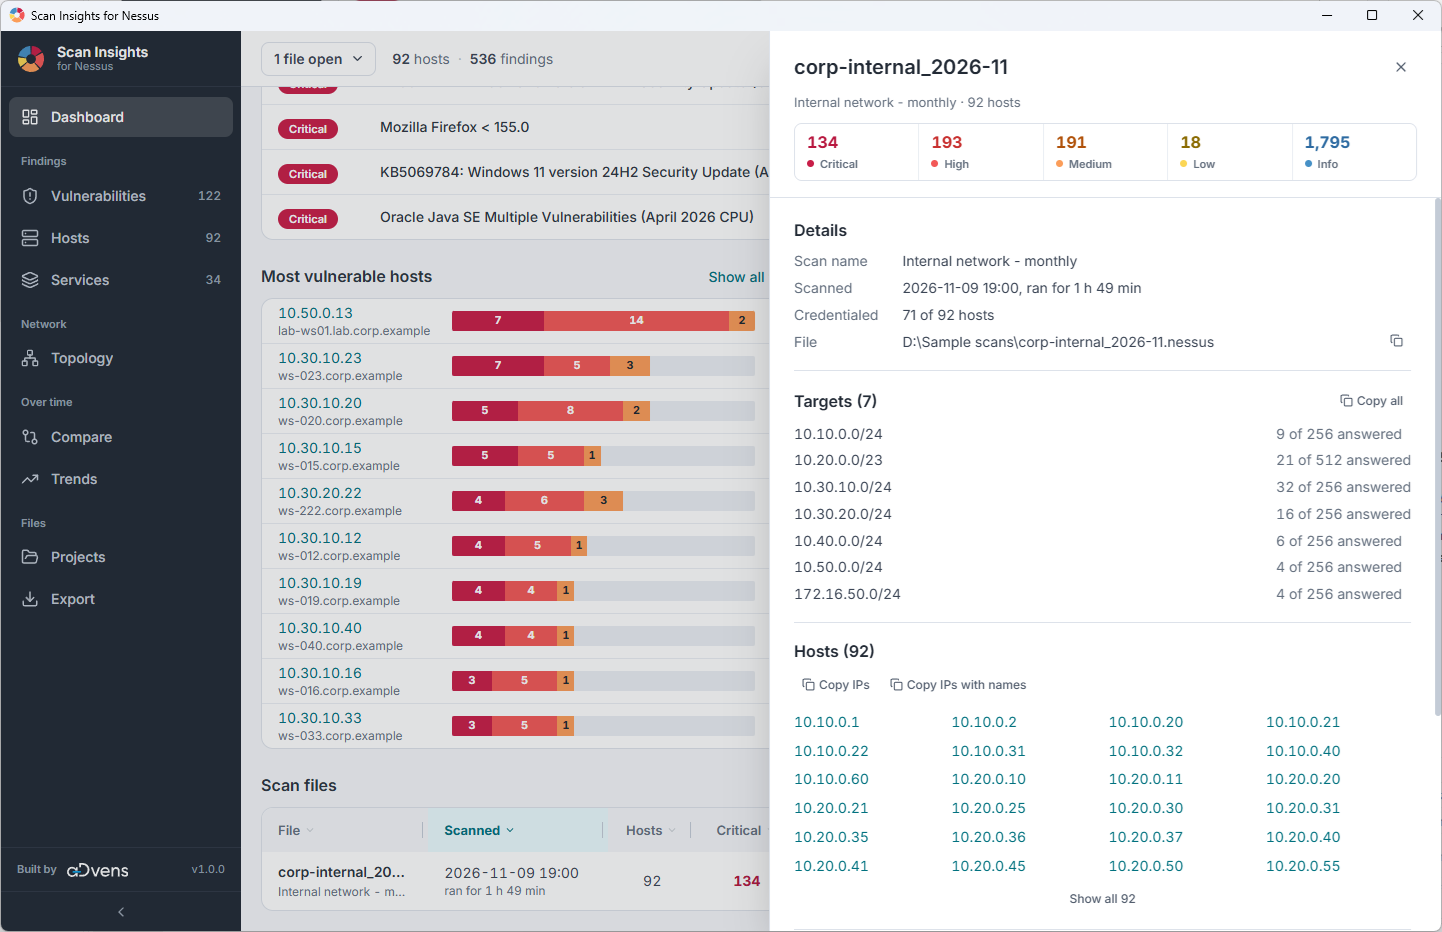 Scan Insights for Nessus
Scan Insights
for Nessus
Dashboard
Findings
Vulnerabilities 122
Hosts 92
Services 34
Network
Topology
Over time
Compare
Trends
Files
Projects
Export
Built by advens v1.0.0
1 file open
92 hosts · 536 findings
Critical
Critical Mozilla Firefox < 155.0
Critical KB5069784: Windows 11 version 24H2 Security Update (A
Critical Oracle Java SE Multiple Vulnerabilities (April 2026 CPU)
Most vulnerable hosts Show all
10.50.0.13 7 14 2
lab-ws01.lab.corp.example
10.30.10.23 7 5 3
ws-023.corp.example
10.30.10.20 5 8 2
ws-020.corp.example
10.30.10.15 5 5 1
ws-015.corp.example
10.30.20.22 4 6 3
ws-222.corp.example
10.30.10.12 4 5 1
ws-012.corp.example
10.30.10.19 4 4 1
ws-019.corp.example
10.30.10.40 4 4 1
ws-040.corp.example
10.30.10.16 3 5 1
ws-016.corp.example
10.30.10.33 3 5 1
ws-033.corp.example
Scan files
File Scanned Hosts Critical
corp-internal_20... 2026-11-09 19:00 92 134
Internal network - m... ran for 1 h 49 min
corp-internal_2026-11
Internal network - monthly · 92 hosts
134 193 191 18 1,795
Critical High Medium Low Info
Details
Scan name Internal network - monthly
Scanned 2026-11-09 19:00, ran for 1 h 49 min
Credentialed 71 of 92 hosts
File D:\Sample scans\corp-internal_2026-11.nessus
Targets (7) Copy all
10.10.0.0/24 9 of 256 answered
10.20.0.0/23 21 of 512 answered
10.30.10.0/24 32 of 256 answered
10.30.20.0/24 16 of 256 answered
10.40.0.0/24 6 of 256 answered
10.50.0.0/24 4 of 256 answered
172.16.50.0/24 4 of 256 answered
Hosts (92)
Copy IPs Copy IPs with names
10.10.0.1 10.10.0.2 10.10.0.20 10.10.0.21
10.10.0.22 10.10.0.31 10.10.0.32 10.10.0.40
10.10.0.60 10.20.0.10 10.20.0.11 10.20.0.20
10.20.0.21 10.20.0.25 10.20.0.30 10.20.0.31
10.20.0.35 10.20.0.36 10.20.0.37 10.20.0.40
10.20.0.41 10.20.0.45 10.20.0.50 10.20.0.55
Show all 92